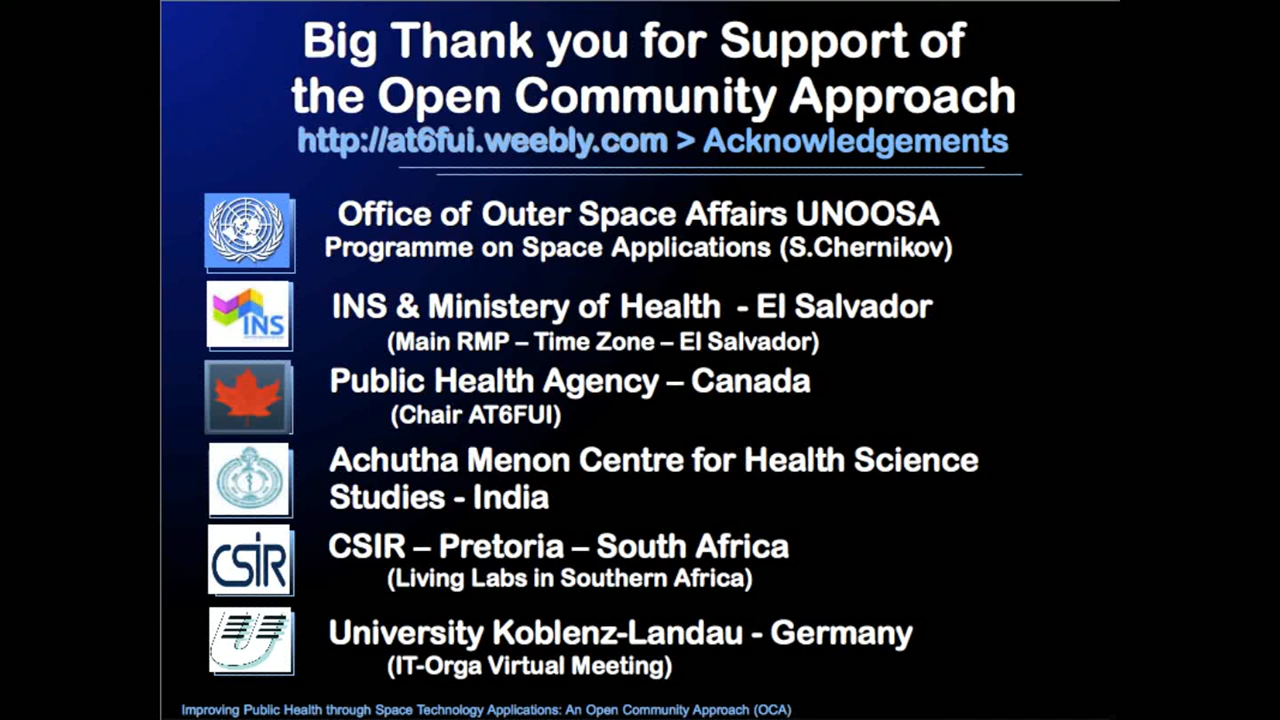 Big Thank you for Support of
the Open Community Approach
http://at6fui.weebly.com > Acknowledgements
Office of Outer Space Affairs UNOOSA
Programme on Space Applications (S.Chernikov)
INS & Ministery of Health - El Salvador
INS
(Main RMP – Time Zone – El Salvador)
Public Health Agency – Canada
(Chair AT6FUI)
Achutha Menon Centre for Health Science
Studies - India
CSIR – Pretoria – South Africa
CSIR
(Living Labs in Southern Africa)
University Koblenz-Landau - Germany
(IT-Orga Virtual Meeting)
Improving Public Health through Space Technology Applications: An Open Community Approach (OCA)